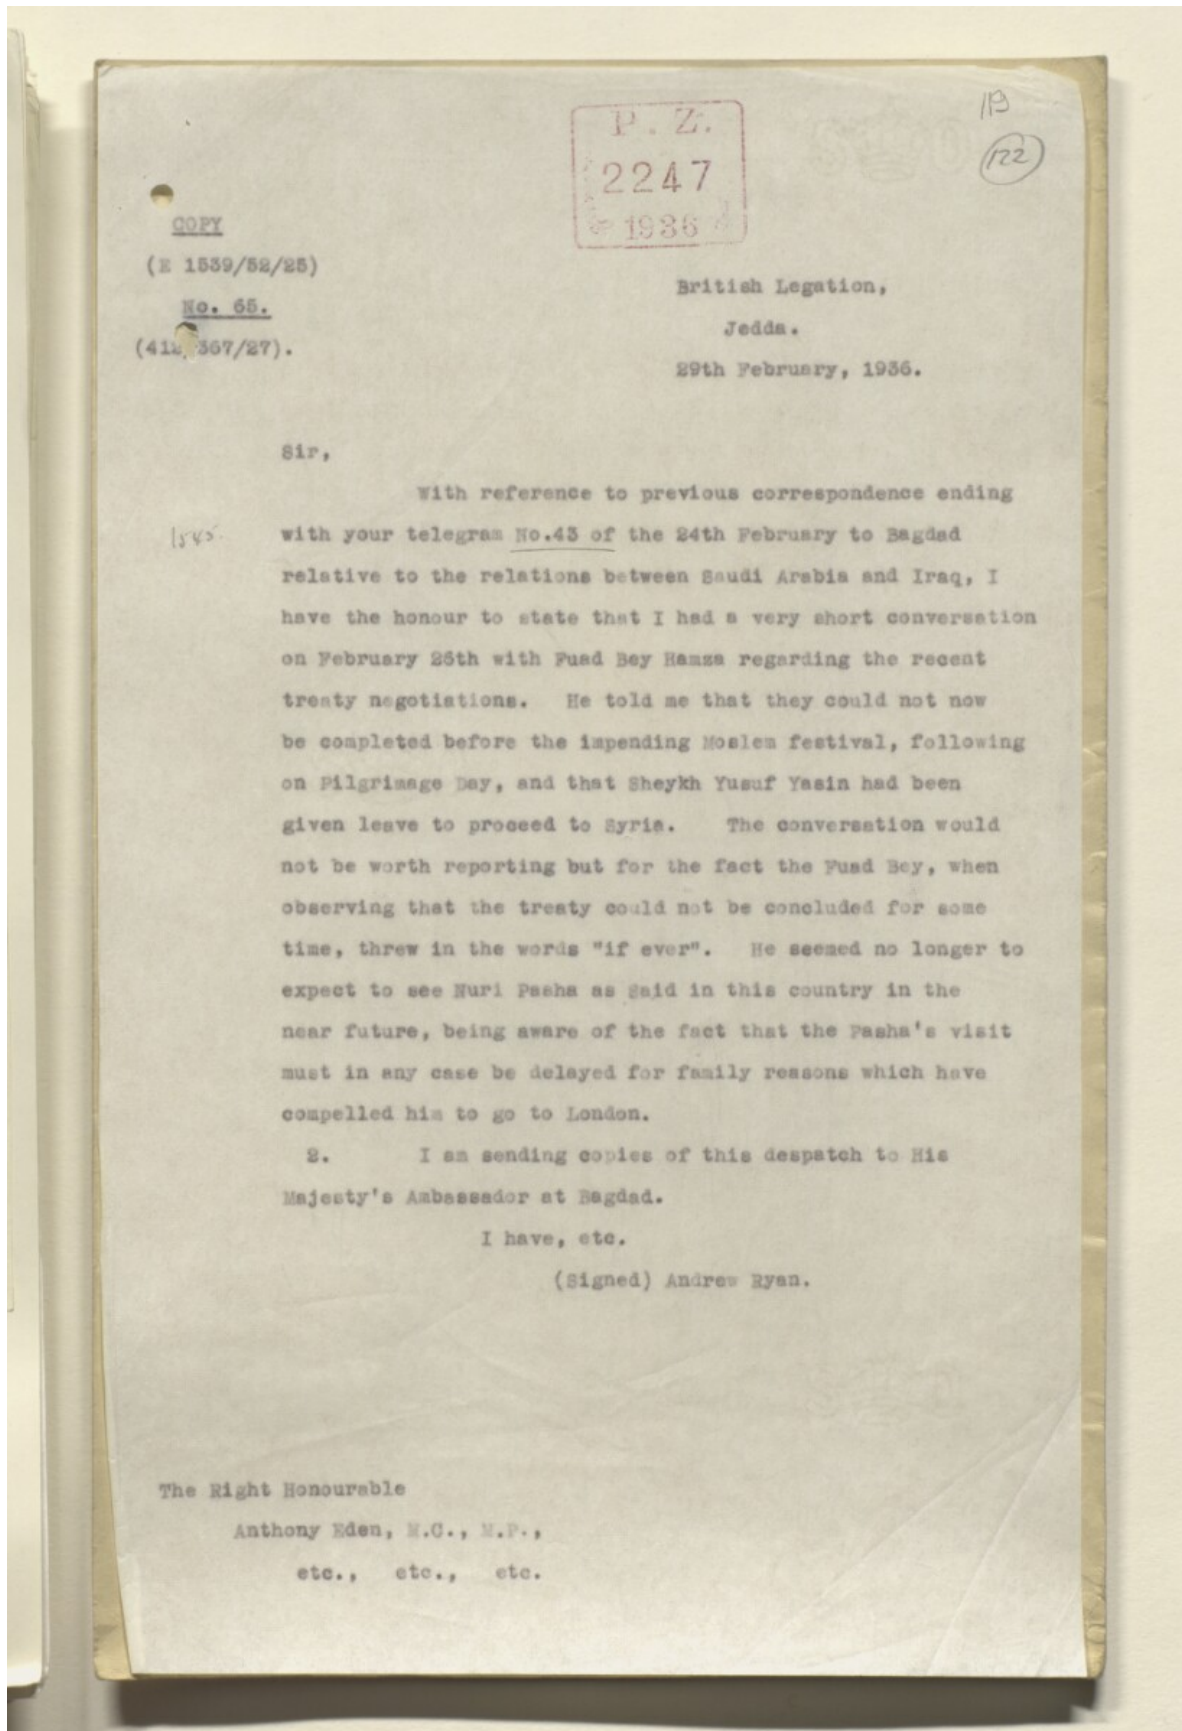 P. Z.
2247
1936
122
COPY
(E 1539/52/25)
No. 65.
(412/367/27).
British Legation,
Jedda.
29th February, 1936.
Sir,
With reference to previous correspondence ending
with your telegram No.43 of the 24th February to Bagdad
relative to the relations between Saudi Arabia and Iraq, I
have the honour to state that I had a very short conversation
on February 26th with Fuad Bey Hamza regarding the recent
treaty negotiations. He told me that they could not now
be completed before the impending Moslem festival, following
on Pilgrimage Day, and that Sheykh Yusuf Yasin had been
given leave to proceed to Syria. The conversation would
not be worth reporting but for the fact the Fuad Bey, when
observing that the treaty could not be concluded for some
time, threw in the words "if ever". He seemed no longer to
expect to see Nuri Pasha as Said in this country in the
near future, being aware of the fact that the Pasha's visit
must in any case be delayed for family reasons which have
compelled him to go to London.
2. I am sending copies of this despatch to His
Majesty's Ambassador at Bagdad.
I have, etc.
(Signed) Andrew Ryan.
The Right Honourable
Anthony Eden, M.C., M.P.,
etc., etc., etc.